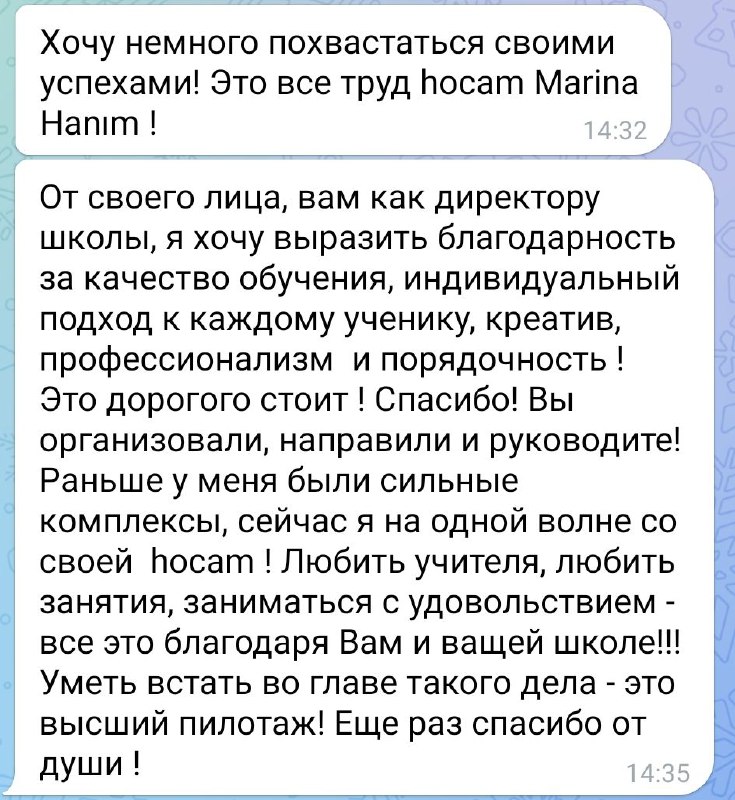 Хочу немного похвастаться своими
успехами! Это все труд hocam Marina
Hanım !
14:32
От своего лица, вам как директору
школы, я хочу выразить благодарность
за качество обучения, индивидуальный
подход к каждому ученику, креатив,
профессионализм  и порядочность !
Это дорогого стоит ! Спасибо! Вы
организовали, направили и руководите!
Раньше у меня были сильные
комплексы, сейчас я на одной волне со
своей  hocam ! Любить учителя, любить
занятия, заниматься с удовольствием -
все это благодаря Вам и ващей школе!!!
Уметь встать во главе такого дела - это
высший пилотаж! Еще раз спасибо от
души !
14:35